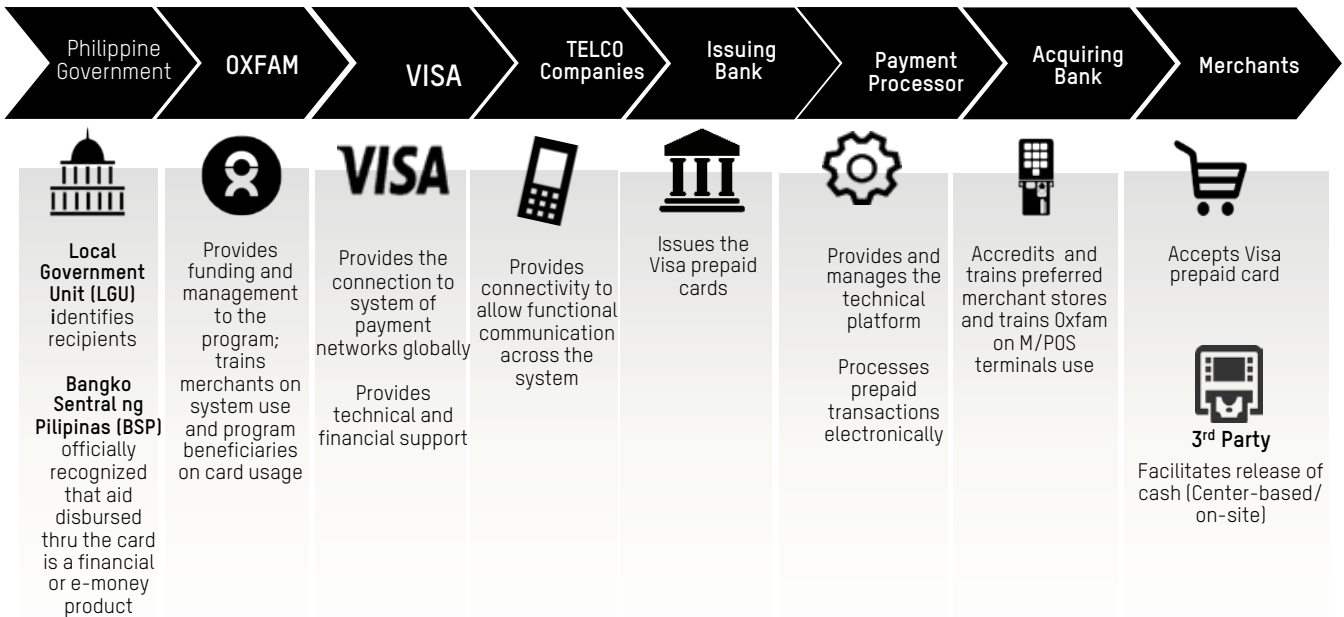 Philippine
Government
OXFAM
VISA
TELCO
Companies
Issuing
Bank
Payment
Processor
Acquiring
Bank
Merchants
VISA
Local
Government
Unit (LGU)
identifies
recipients
Bangko
Sentral ng
Pilipinas (BSP)
officially
recognized
that aid
disbursed
thru the card
is a financial
or e-money
product
Provides
funding and
management
to the
program;
trains
merchants on
system use
and program
beneficiaries
on card usage
Provides the
connection to
system of
payment
networks globally
Provides
technical and
financial support
Provides
connectivity to
allow functional
communication
across the
system
Issues the
Visa prepaid
cards
Provides and
manages the
technical
platform
Processes
prepaid
transactions
electronically
Accredits and
trains preferred
merchant stores
and trains Oxfam
on M/POS
terminals use
Accepts Visa
prepaid card
3rd Party
Facilitates release of
cash (Center-based/
on-site)